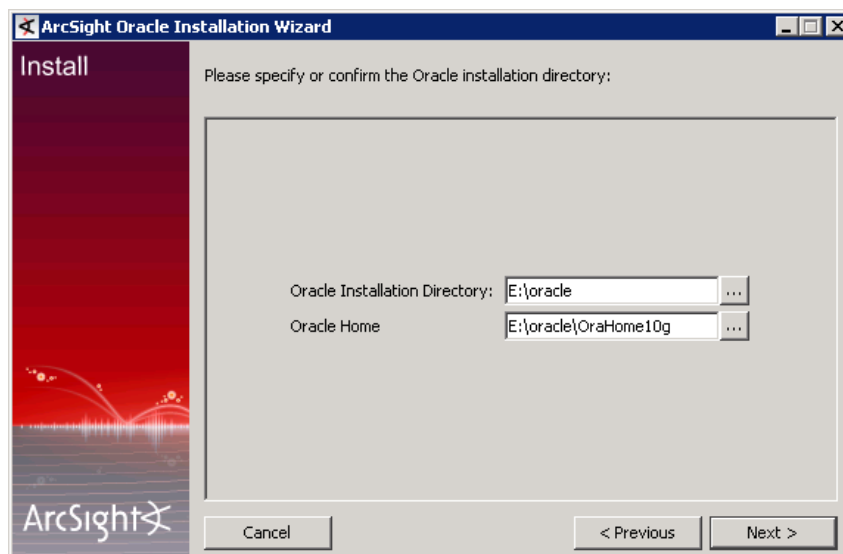 ArcSight Oracle Installation Wizard
Install
Please specify or confirm the Oracle installation directory:
Oracle Installation Directory: E:\oracle ...
Oracle Home E:\oracle\OraHome10g ...
ArcSight
Cancel < Previous Next >